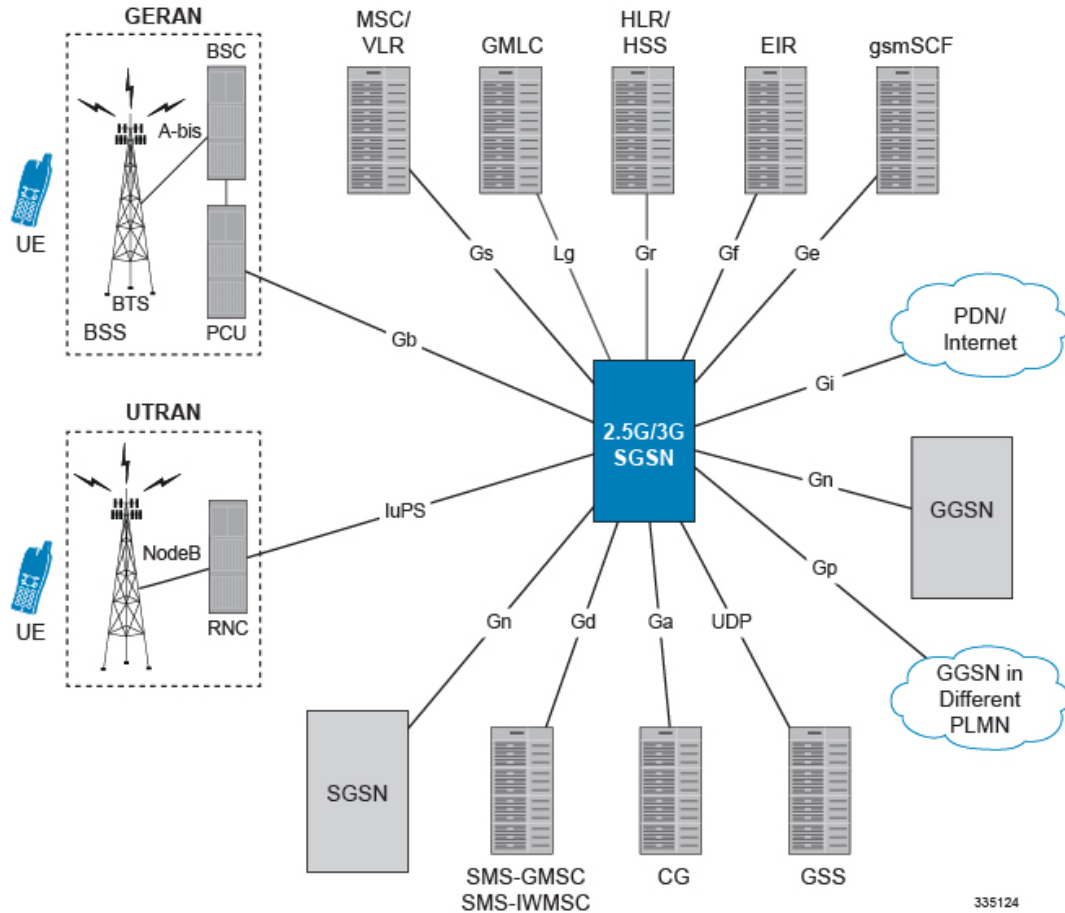 GERAN
BSC
A-bis
UE
BTS
BSS
PCU
MSC/
VLR
GMLC
HLR/
HSS
EIR
gsmSCF
Gs
Lg
Gr
Gf
Ge
Gb
PDN/
Internet
Gi
UTRAN
2.5G/3G
SGSN
IuPS
Gn
GGSN
NodeB
UE
RNC
Gp
Gn
Gd
Ga
UDP
GGSN in
Different
PLMN
SGSN
SMS-GMSC
SMS-IWMSC
CG
GSS
335124